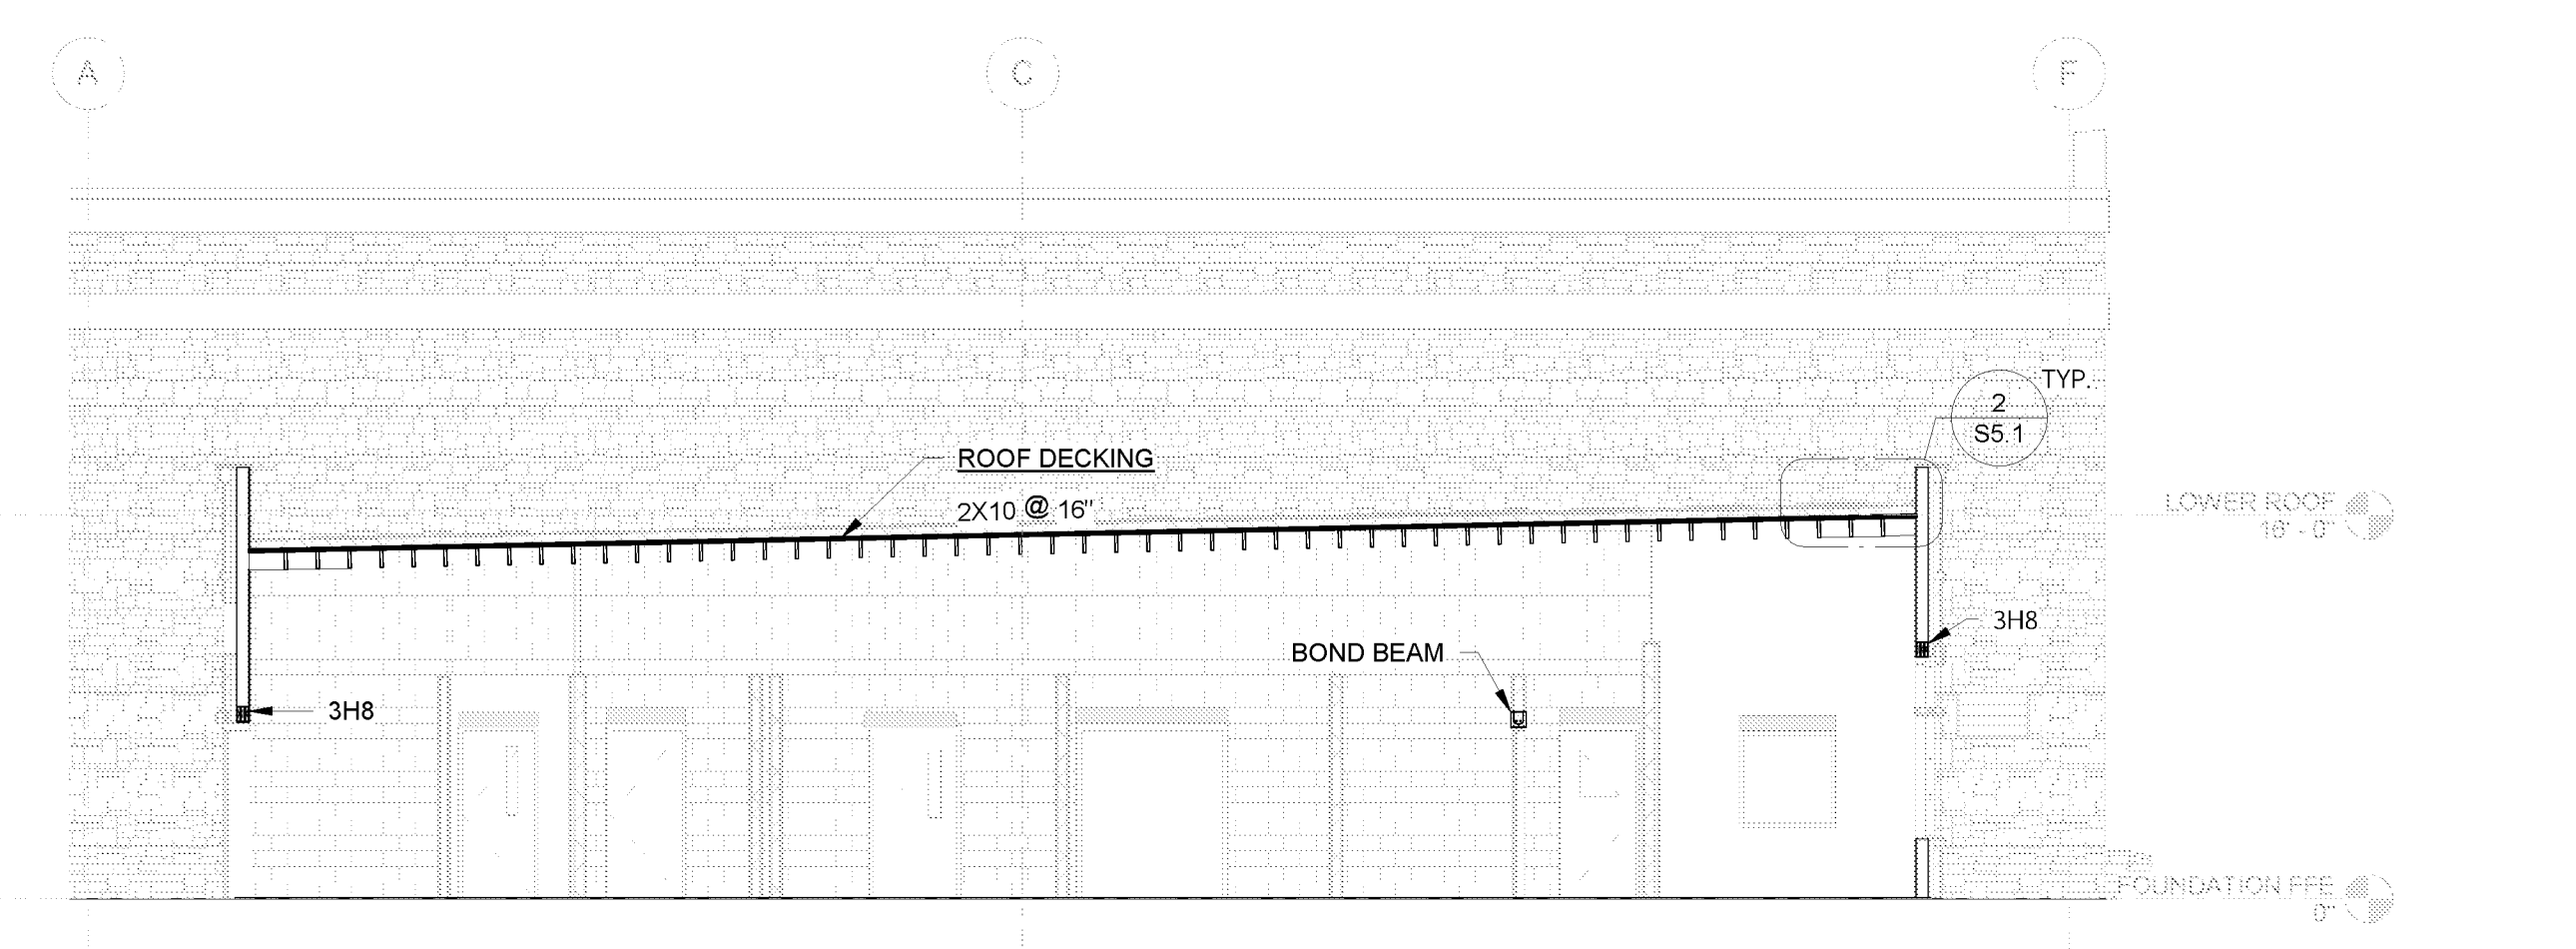 A
C
F
TYP.
2
S5.1
ROOF DECKING
2X10 @ 16"
LOWER ROOF
16' - 0"
3H8
BOND BEAM
3H8
FOUNDATION FFE
0"